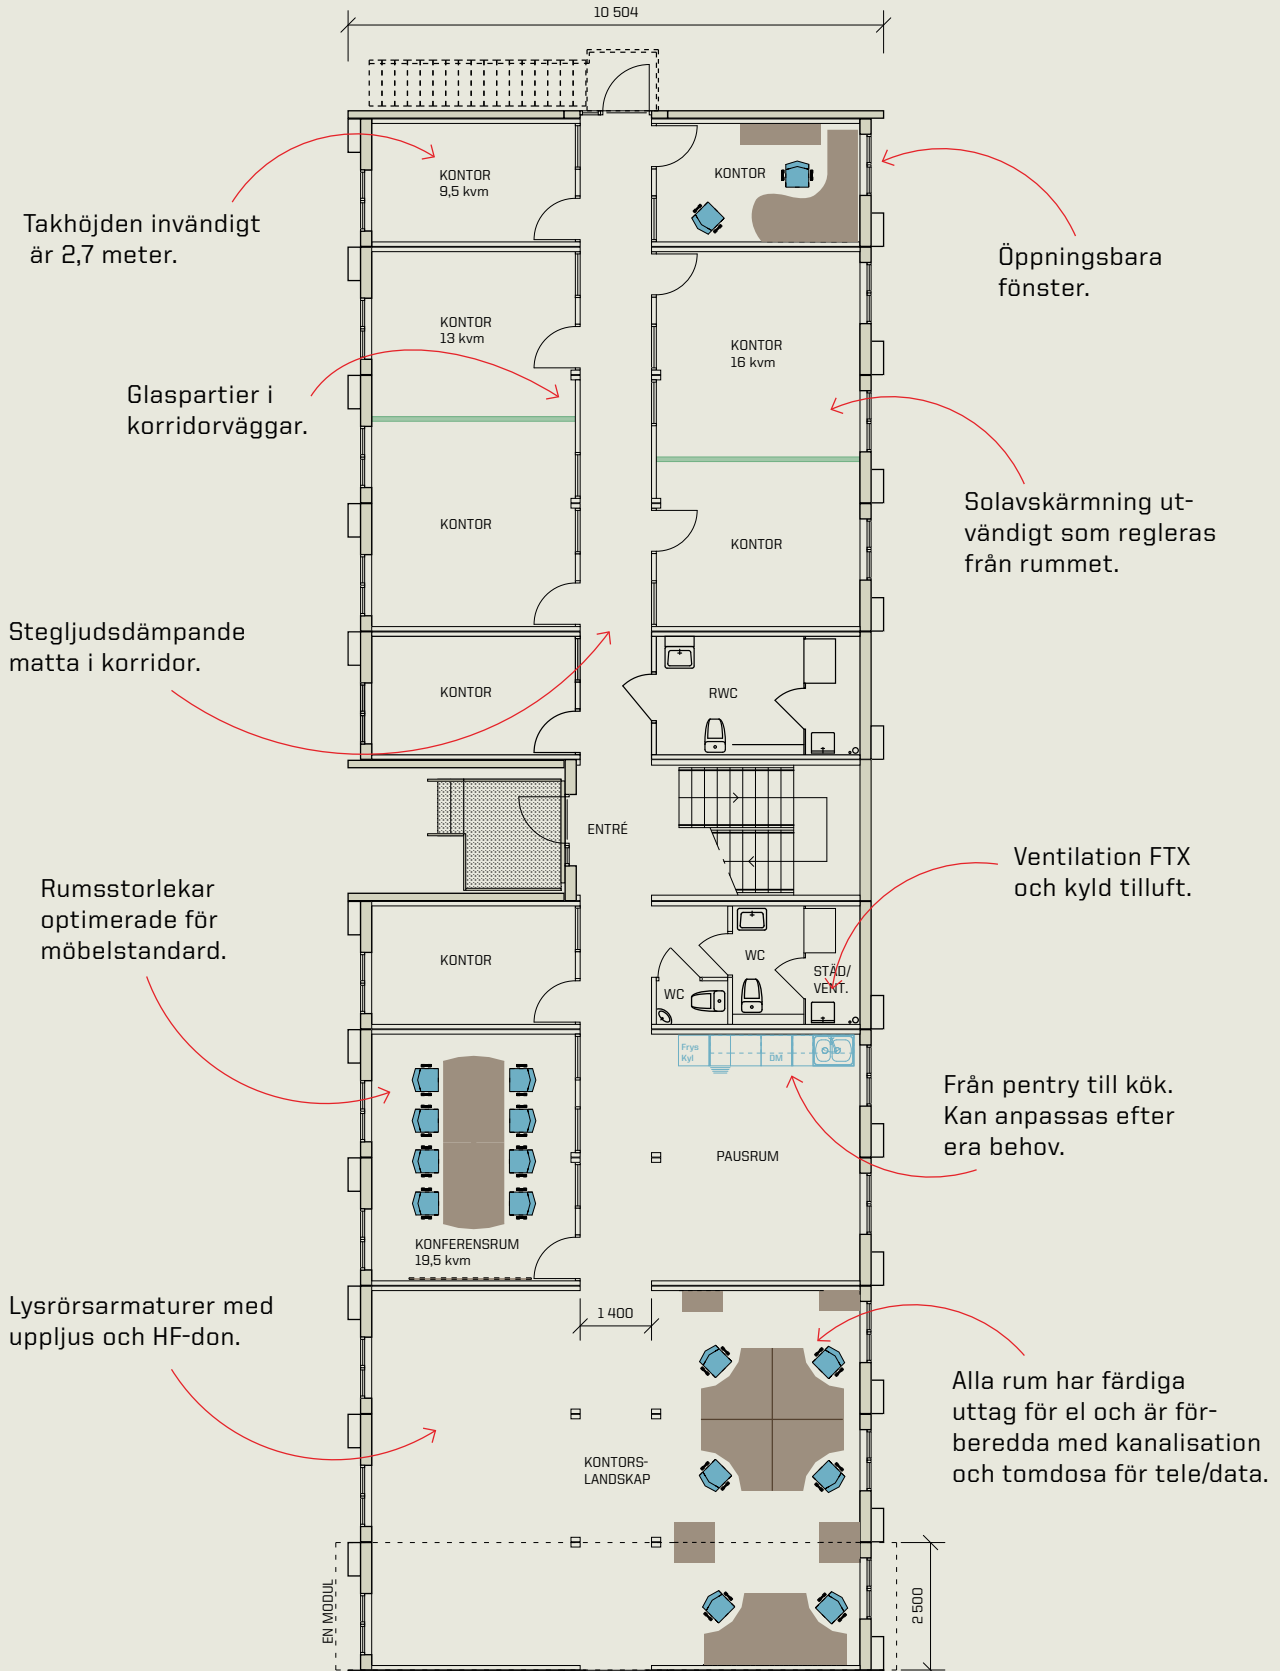 10 504
KONTOR
9,5 kvm
KONTOR
Takhöjden invändigt
är 2,7 meter.
Öppningsbara
fönster.
KONTOR
13 kvm
KONTOR
16 kvm
Glaspartier i
korridorväggar.
Solavskärmning ut-
vändigt som regleras
från rummet.
KONTOR
KONTOR
Stegljudsdämpande
matta i korridor.
KONTOR
RWC
ENTRÉ
Ventilation FTX
och kyld tilluft.
Rumsstorlekar
optimerade för
möbelstandard.
KONTOR
WC
WC
STÄD/
VENT.
Frys
Kyl
DM
Från pentry till kök.
Kan anpassas efter
era behov.
PAUSRUM
KONFERENSRUM
19,5 kvm
Lysrörsarmaturer med
uppljus och HF-don.
1 400
Alla rum har färdiga
uttag för el och är för-
beredda med kanalisation
och tomdosa för tele/data.
KONTORS-
LANDSKAP
EN MODUL
2 500